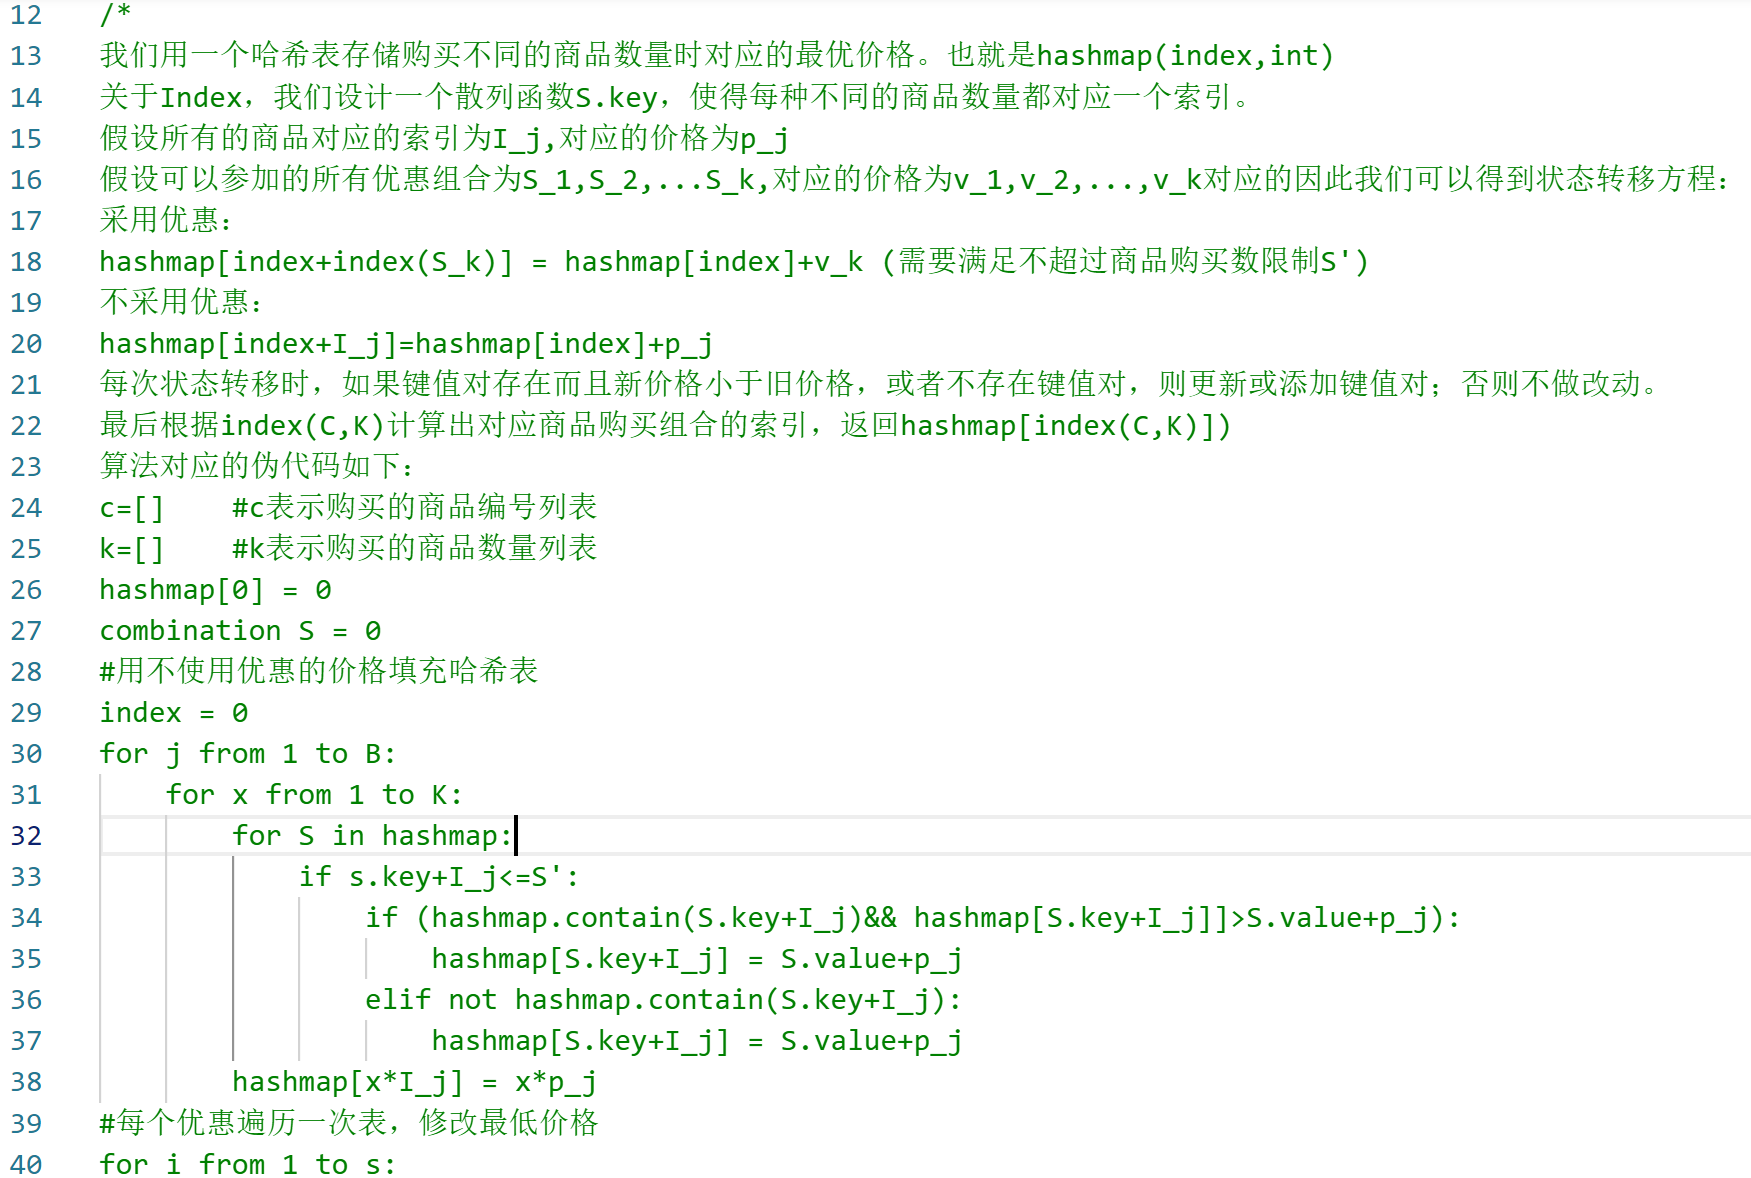 12 /*
13 我们用一个哈希表存储购买不同的商品数量时对应的最优价格。也就是hashmap(index,int)
14 关于Index，我们设计一个散列函数S.key，使得每种不同的商品数量都对应一个索引。
15 假设所有的商品对应的索引为I_j,对应的价格为p_j
16 假设可以参加的所有优惠组合为S_1,S_2,...S_k,对应的价格为v_1,v_2,...,v_k对应的因此我们可以得到状态转移方程：
17 采用优惠：
18 hashmap[index+index(S_k)] = hashmap[index]+v_k (需要满足不超过商品购买数限制S')
19 不采用优惠：
20 hashmap[index+I_j]=hashmap[index]+p_j
21 每次状态转移时，如果键值对存在而且新价格小于旧价格，或者不存在键值对，则更新或添加键值对；否则不做改动。
22 最后根据index(C,K)计算出对应商品购买组合的索引，返回hashmap[index(C,K)])
23 算法对应的伪代码如下：
24 c=[]    #c表示购买的商品编号列表
25 k=[]    #k表示购买的商品数量列表
26 hashmap[0] = 0
27 combination S = 0
28 #用不使用优惠的价格填充哈希表
29 index = 0
30 for j from 1 to B:
31     for x from 1 to K:
32         for S in hashmap:
33             if s.key+I_j<=S':
34                 if (hashmap.contain(S.key+I_j)&& hashmap[S.key+I_j]]>S.value+p_j):
35                     hashmap[S.key+I_j] = S.value+p_j
36                 elif not hashmap.contain(S.key+I_j):
37                     hashmap[S.key+I_j] = S.value+p_j
38         hashmap[x*I_j] = x*p_j
39 #每个优惠遍历一次表，修改最低价格
40 for i from 1 to s: